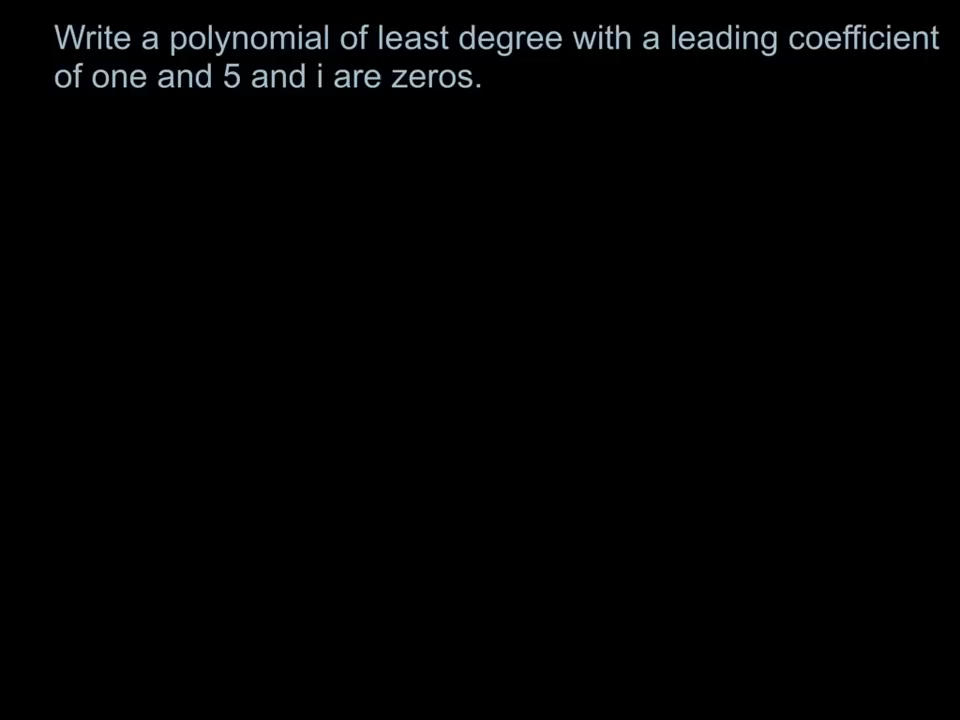 Write a polynomial of least degree with a leading coefficient
of one and 5 and i are zeros.